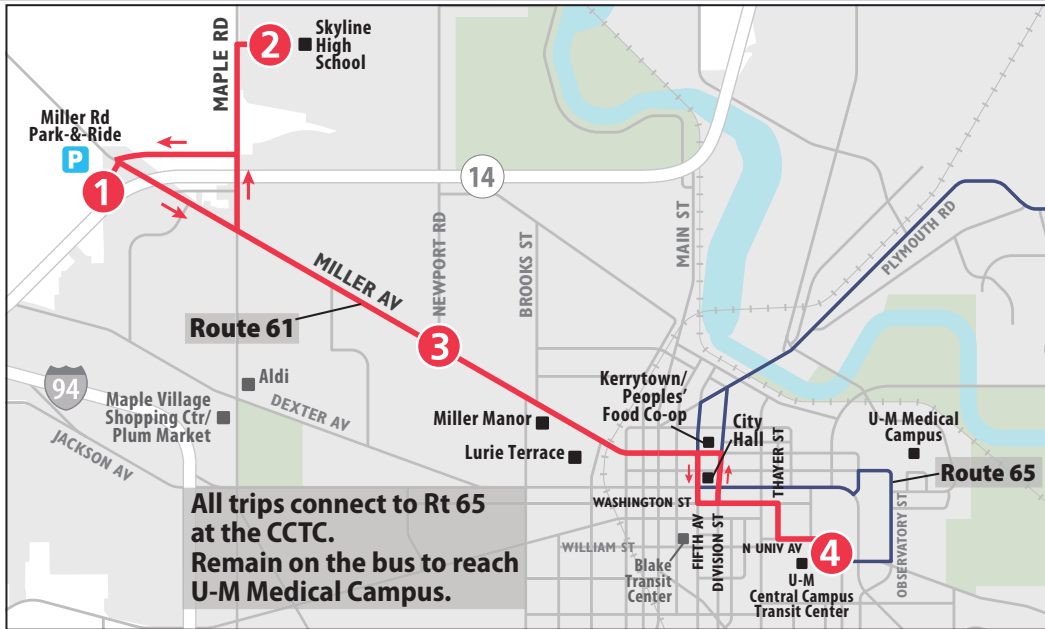 MAPLE RD
2
Skyline
High
School
Miller Rd
Park-&-Ride
P
1
14
MAIN ST
PLYMOUTH RD
NEWPORT RD
BROOKS ST
MILLER AV
Route 61
3
94
Aldi
Maple Village
Shopping Ctr/
Plum Market
DEXTER AV
JACKSON AV
Kerrytown/
Peoples’
Food Co-op
City
Hall
Miller Manor
Lurie Terrace
THAYER ST
U-M Medical
Campus
Route 65
All trips connect to Rt 65
at the CCTC.
Remain on the bus to reach
U-M Medical Campus.
WASHINGTON ST
WILLIAM ST
FIFTH AV
DIVISION ST
N UNIV AV
4
OBSERVATORY ST
Blake
Transit
Center
U-M
Central Campus
Transit Center